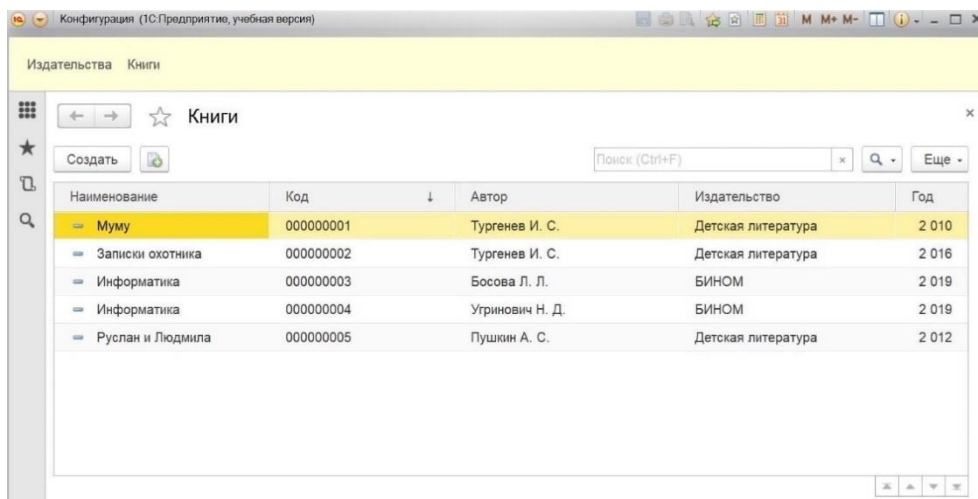 Конфигурация (1С:Предприятие, учебная версия) M M+ M-
Издательства Книги
Книги
Создать Поиск (Ctrl+F) Еще
Наименование Код Автор Издательство Год
Муму 000000001 Тургенев И. С. Детская литература 2 010
Записки охотника 000000002 Тургенев И. С. Детская литература 2 016
Информатика 000000003 Босова Л. Л. БИНОМ 2 019
Информатика 000000004 Угринович Н. Д. БИНОМ 2 019
Руслан и Людмила 000000005 Пушкин А. С. Детская литература 2 012